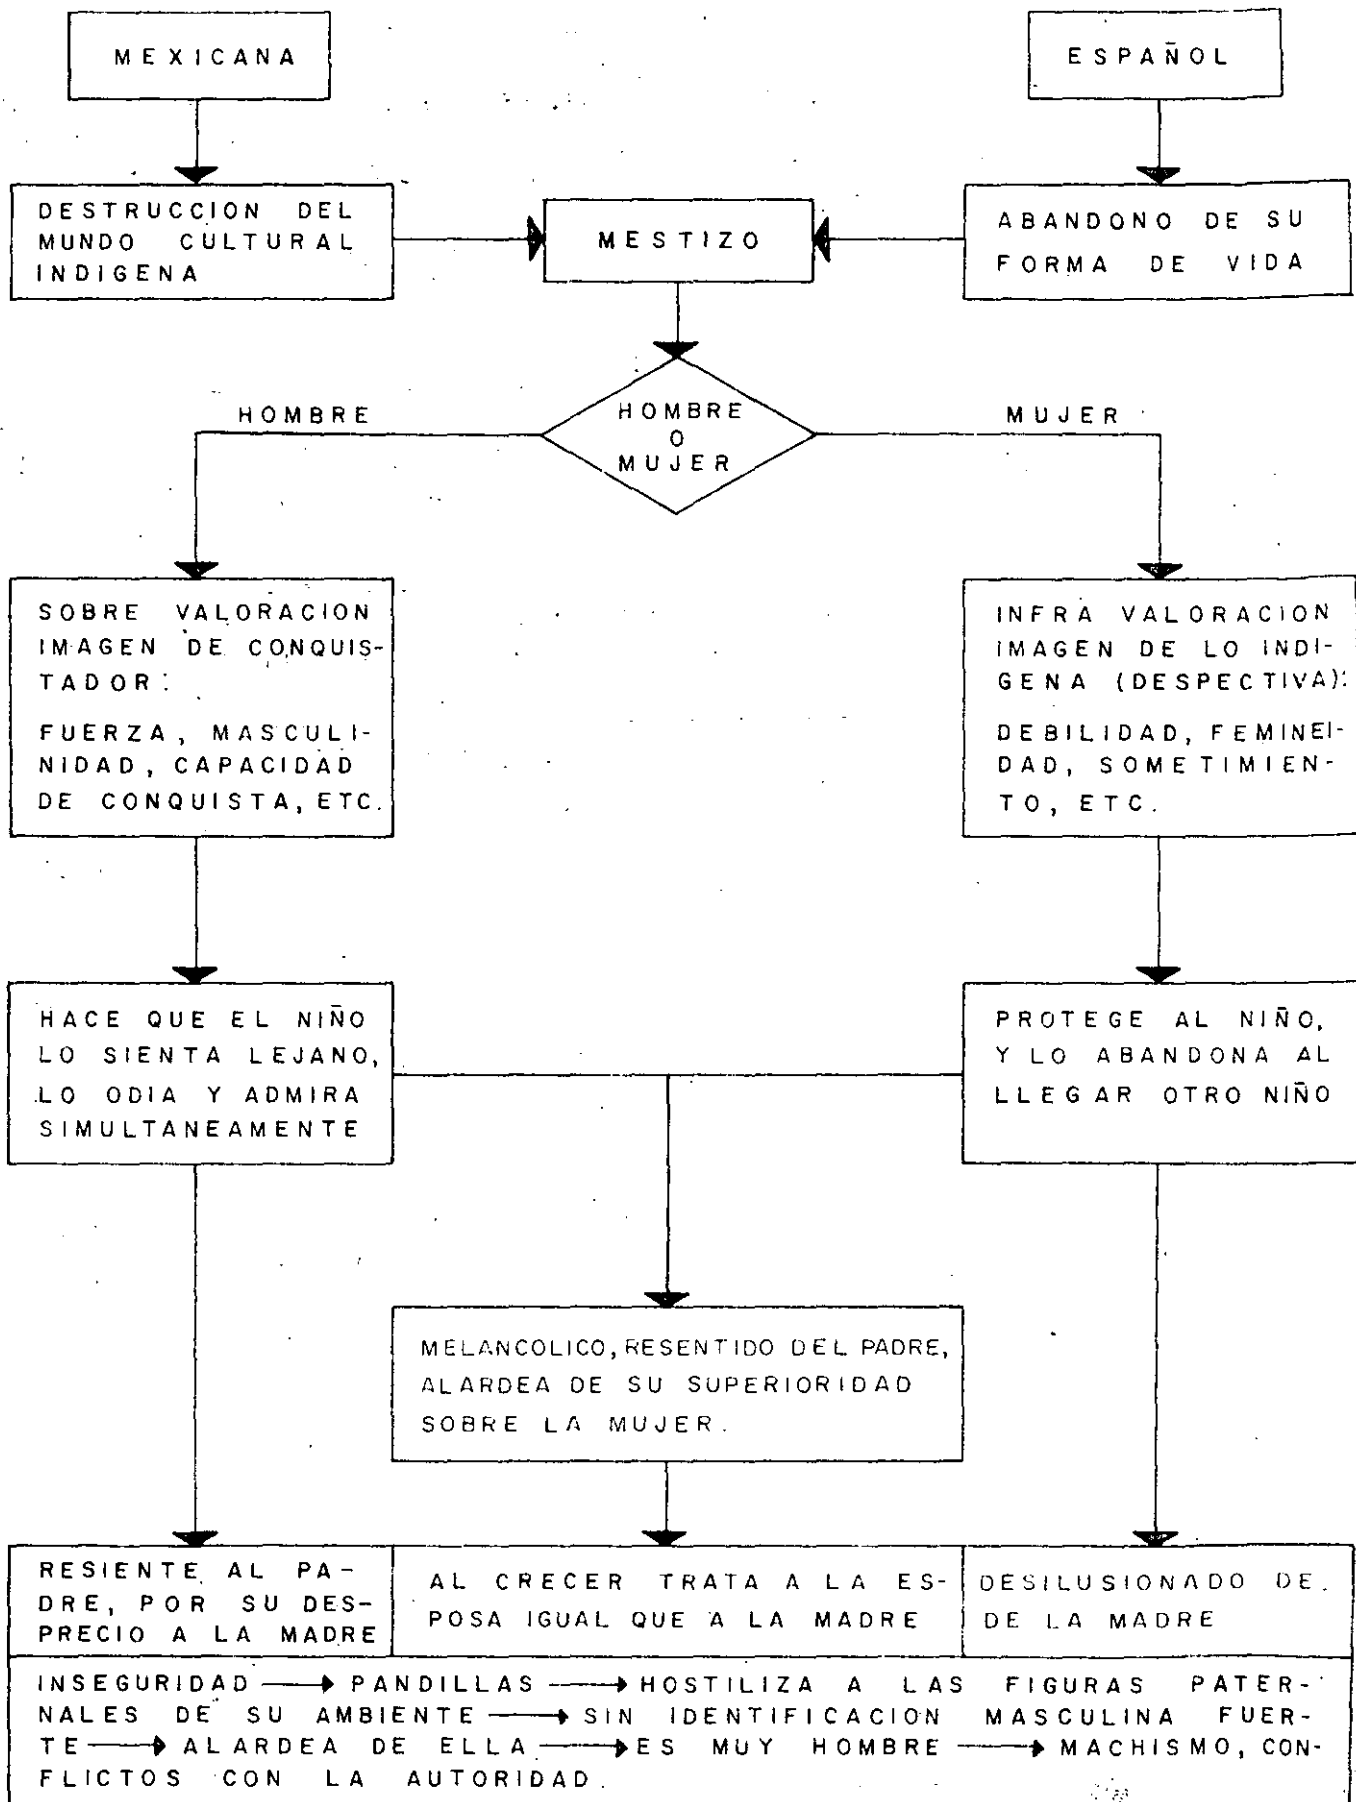 MEXICANA
ESPAÑOL
DESTRUCCION DEL
MUNDO CULTURAL
INDIGENA
MESTIZO
ABANDONO DE SU
FORMA DE VIDA
HOMBRE
HOMBRE
O
MUJER
MUJER
SOBRE VALORACION
IMAGEN DE CONQUIS-
TADOR:
FUERZA, MASCULI-
NIDAD, CAPACIDAD
DE CONQUISTA, ETC.
INFRA VALORACION
IMAGEN DE LO INDI-
GENA (DESPECTIVA):
DEBILIDAD, FEMINEI-
DAD, SOMETIMIEN-
TO, ETC.
HACE QUE EL NIÑO
LO SIENTA LEJANO,
LO ODIA Y ADMIRA
SIMULTANEAMENTE
PROTEGE AL NIÑO,
Y LO ABANDONA AL
LLEGAR OTRO NIÑO
MELANCOLICO, RESENTIDO DEL PADRE,
ALARDEA DE SU SUPERIORIDAD
SOBRE LA MUJER.
RESIENTE AL PA-
DRE, POR SU DES-
PRECIO A LA MADRE
AL CRECER TRATA A LA ES-
POSA IGUAL QUE A LA MADRE
DESILUSIONADO DE.
DE LA MADRE
INSEGURIDAD → PANDILLAS → HOSTILIZA A LAS FIGURAS PATER-
NALES DE SU AMBIENTE → SIN IDENTIFICACION MASCULINA FUER-
TE → ALARDEA DE ELLA → ES MUY HOMBRE → MACHISMO, CON-
FLICTOS CON LA AUTORIDAD.